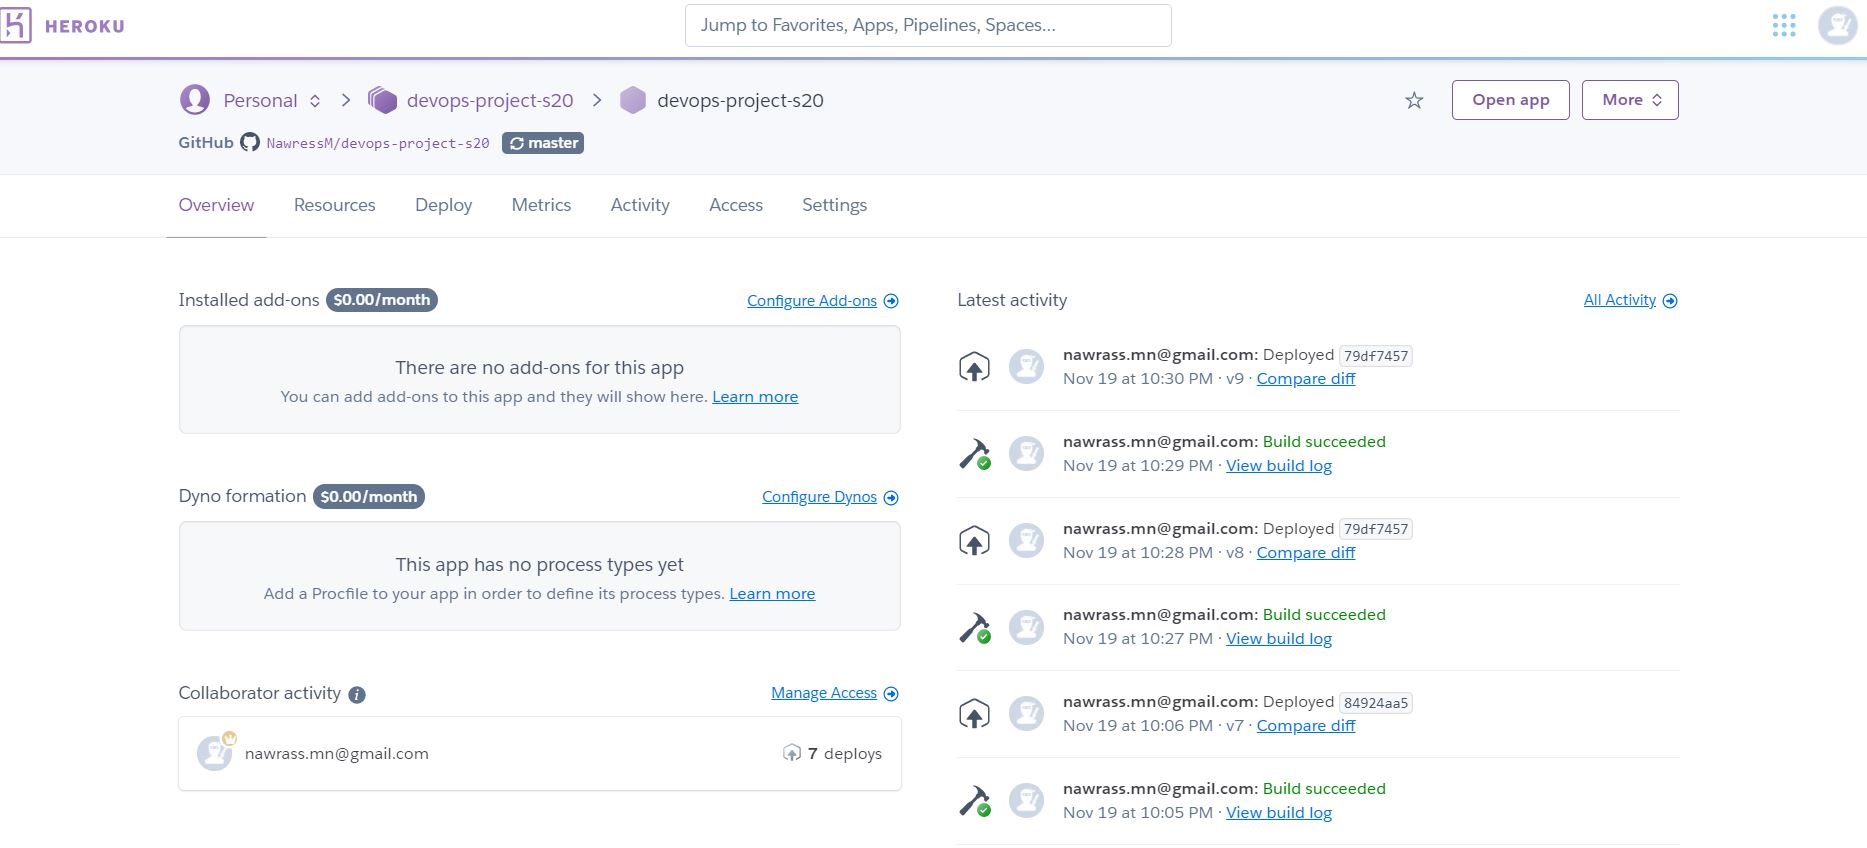 HEROKU
Jump to Favorites, Apps, Pipelines, Spaces...
Personal
devops-project-s20
devops-project-s20
Open app
More
GitHub NawressM/devops-project-s20 master
Overview
Resources
Deploy
Metrics
Activity
Access
Settings
Installed add-ons $0.00/month
Configure Add-ons
There are no add-ons for this app
You can add add-ons to this app and they will show here. Learn more
Dyno formation $0.00/month
Configure Dynos
This app has no process types yet
Add a Procfile to your app in order to define its process types. Learn more
Collaborator activity
Manage Access
nawrass.mn@gmail.com
7 deploys
Latest activity
All Activity
nawrass.mn@gmail.com: Deployed 79df7457
Nov 19 at 10:30 PM · v9 · Compare diff
nawrass.mn@gmail.com: Build succeeded
Nov 19 at 10:29 PM · View build log
nawrass.mn@gmail.com: Deployed 79df7457
Nov 19 at 10:28 PM · v8 · Compare diff
nawrass.mn@gmail.com: Build succeeded
Nov 19 at 10:27 PM · View build log
nawrass.mn@gmail.com: Deployed 84924aa5
Nov 19 at 10:06 PM · v7 · Compare diff
nawrass.mn@gmail.com: Build succeeded
Nov 19 at 10:05 PM · View build log